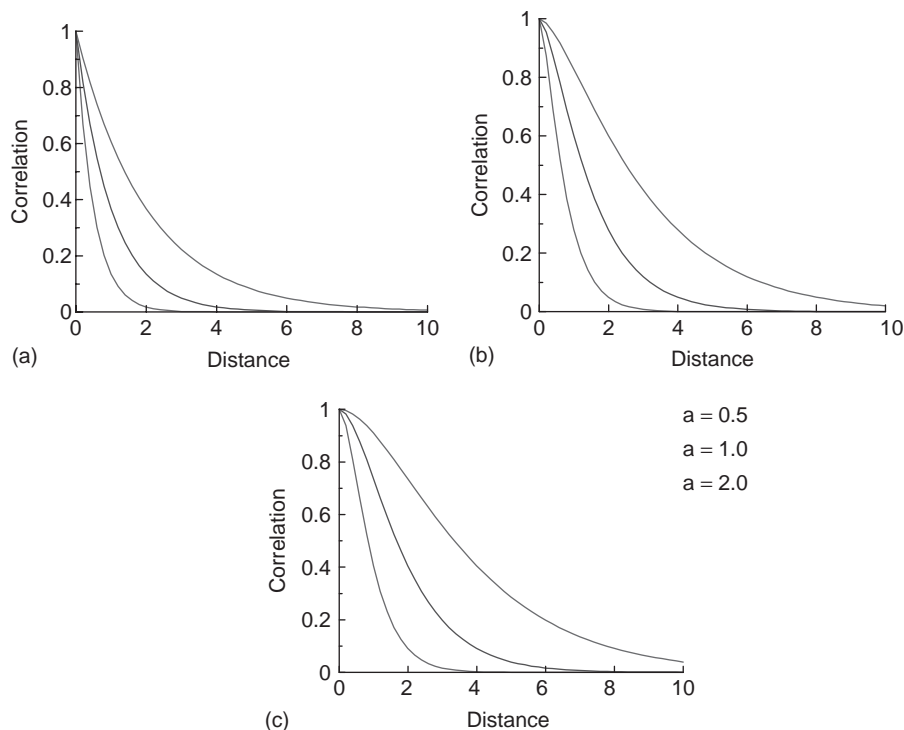 1
0.8
0.6
0.4
0.2
0
Correlation
0 2 4 6 8 10
(a) Distance
1
0.8
0.6
0.4
0.2
0
Correlation
0 2 4 6 8 10
(b) Distance
1
0.8
0.6
0.4
0.2
0
Correlation
0 2 4 6 8 10
(c) Distance
a = 0.5
a = 1.0
a = 2.0